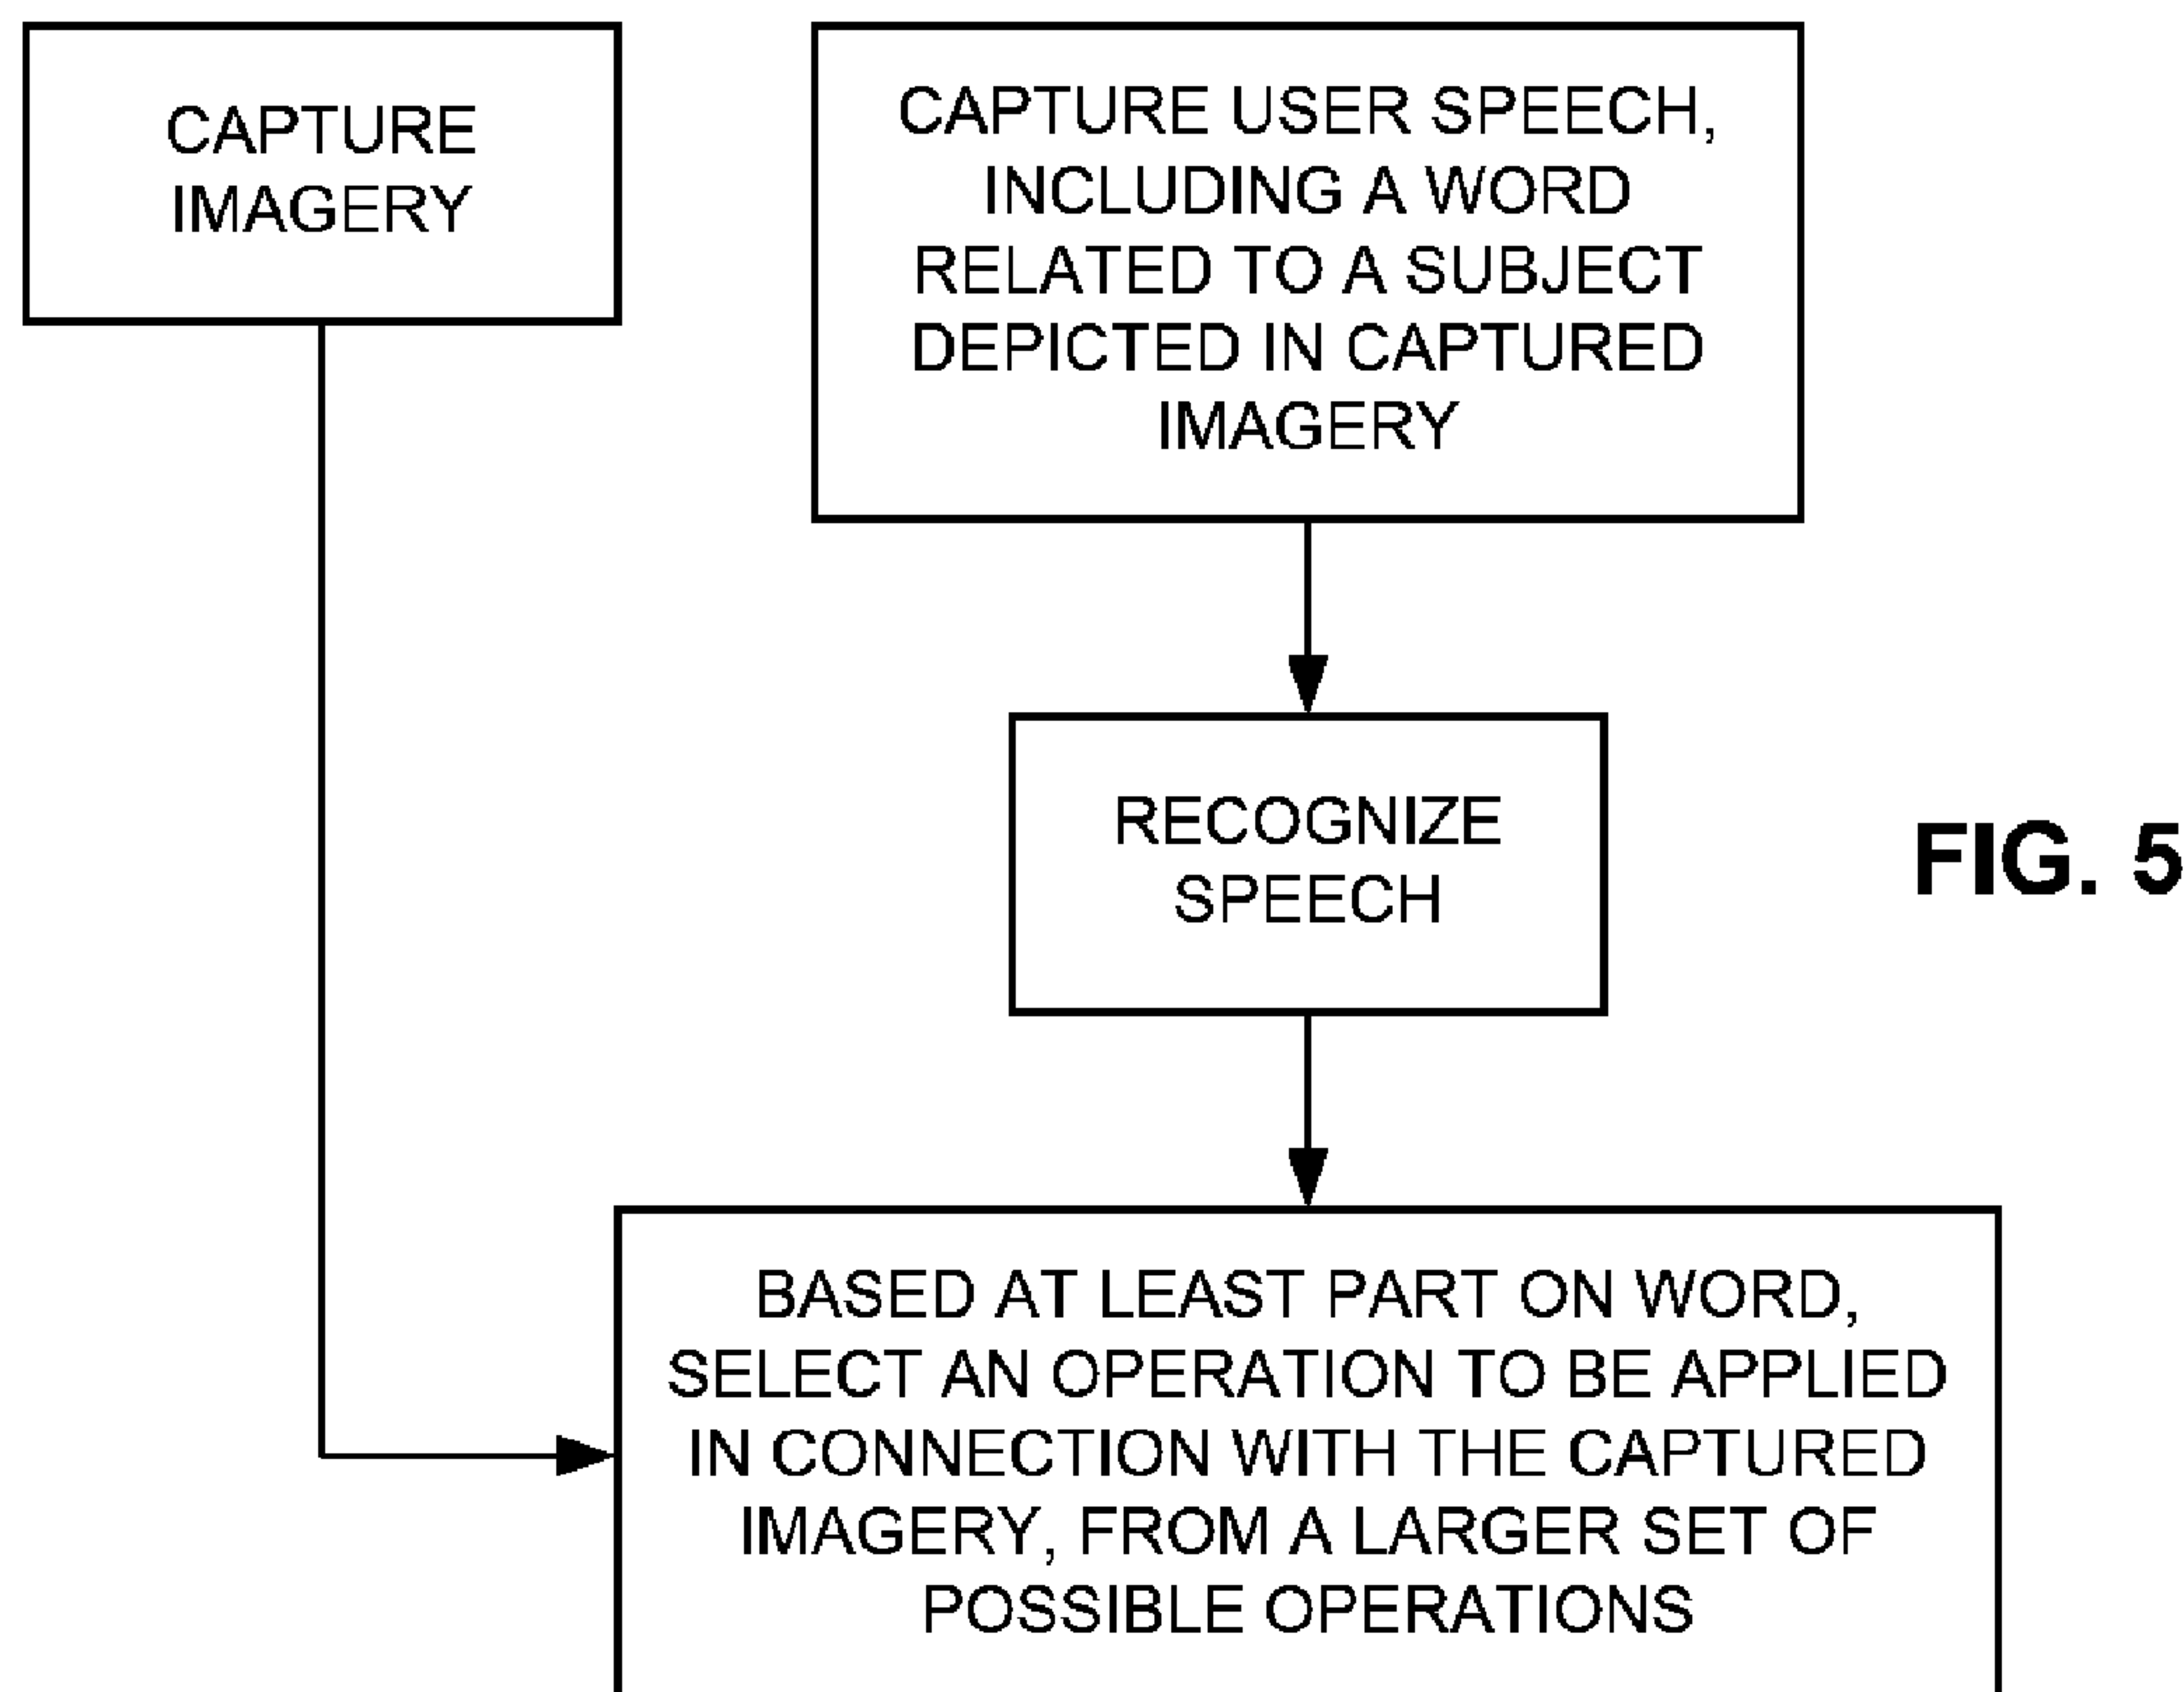 CAPTURE
IMAGERY
CAPTURE USER SPEECH,
INCLUDING A WORD
RELATED TO A SUBJECT
DEPICTED IN CAPTURED
IMAGERY
RECOGNIZE
SPEECH
FIG. 5
BASED AT LEAST PART ON WORD,
SELECT AN OPERATION TO BE APPLIED
IN CONNECTION WITH THE CAPTURED
IMAGERY, FROM A LARGER SET OF
POSSIBLE OPERATIONS